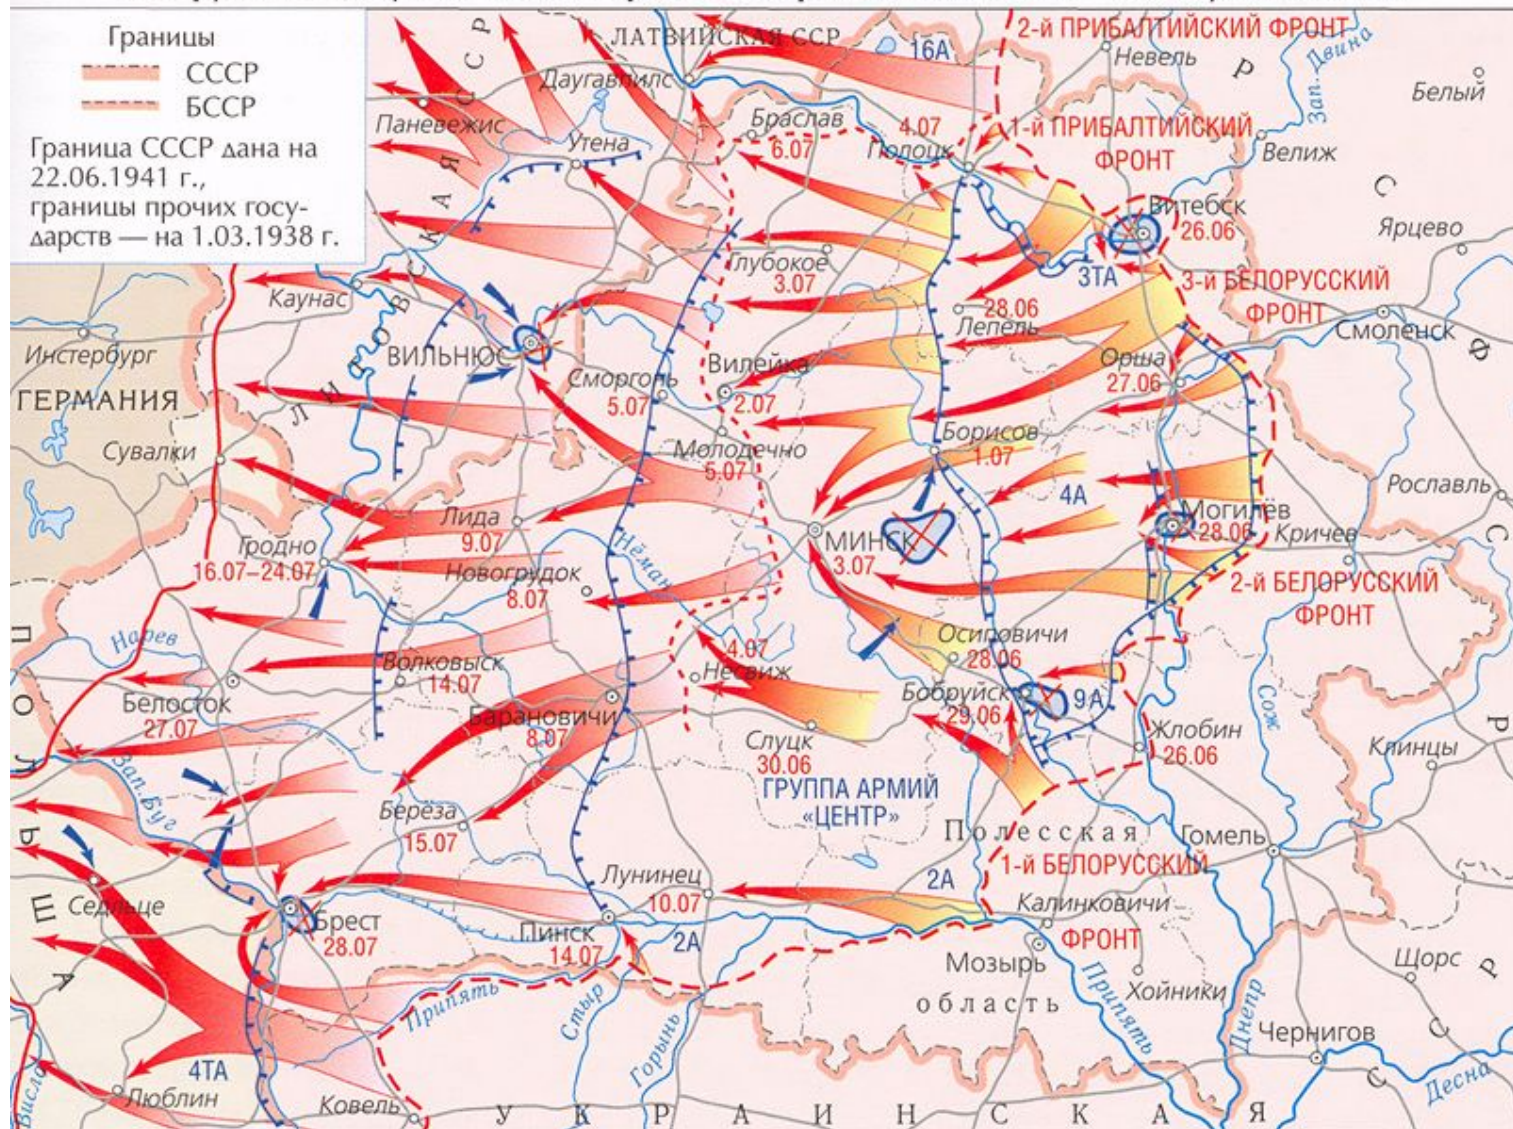 Границы
СССР
БССР
Граница СССР дана на
22.06.1941 г.,
границы прочих госу-
дарств — на 1.03.1938 г.
ЛАТВИЙСКАЯ ССР
2-й ПРИБАЛТИЙСКИЙ ФРОНТ
16А
Невель
Зап. Двина
Белый
Даугавпилс
Паневежис
Утена
Браслав
6.07
4.07
Полоцк
1-й ПРИБАЛТИЙСКИЙ
ФРОНТ
Велиж
Витебск
26.06
Ярцево
Глубокое
3.07
3ТА
3-й БЕЛОРУССКИЙ
ФРОНТ
Каунас
28.06
Лепель
Смоленск
Инстербург
ВИЛЬНЮС
ЛИТОВСКАЯ ССР
Вилейка
2.07
Орша
27.06
Сморгонь
5.07
ГЕРМАНИЯ
Сувалки
Молодечно
5.07
Борисов
1.07
4А
Рославль
Лида
9.07
Могилёв
28.06
Кричев
Гродно
16.07–24.07
МИНСК
3.07
Нёман
Новогрудок
8.07
2-й БЕЛОРУССКИЙ
ФРОНТ
Нарев
Осиповичи
28.06
4.07
Несвиж
Волковыск
14.07
Белосток
27.07
Бобруйск
29.06
9А
Сож
Барановичи
8.07
Слуцк
30.06
Жлобин
26.06
Клинцы
Зап.Буг
ГРУППА АРМИЙ
«ЦЕНТР»
Берёза
15.07
Полесская
Гомель
1-й БЕЛОРУССКИЙ
Лунинец
10.07
2А
Седльце
Калинковичи
ФРОНТ
Брест
28.07
Пинск
14.07
2А
Мозырь
Щорс
ПОЛЬША
Припять
Стыр
Горынь
область
Хойники
Припять
Днепр
Чернигов
4ТА
Люблин
Висла
Ковель
Десна
УКРАИНСКАЯ
Р С Ф С Р
С С Р